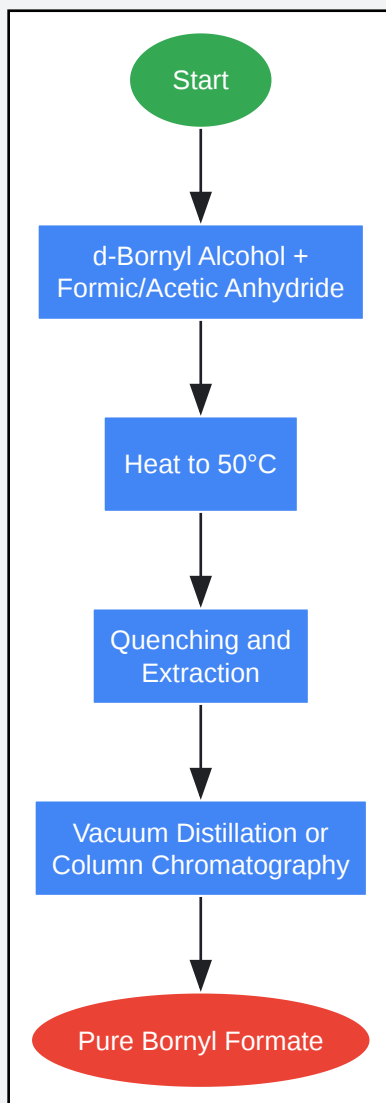 Start
d-Bornyl Alcohol +
Formic/Acetic Anhydride
Heat to 50°C
Quenching and
Extraction
Vacuum Distillation or
Column Chromatography
Pure Bornyl Formate